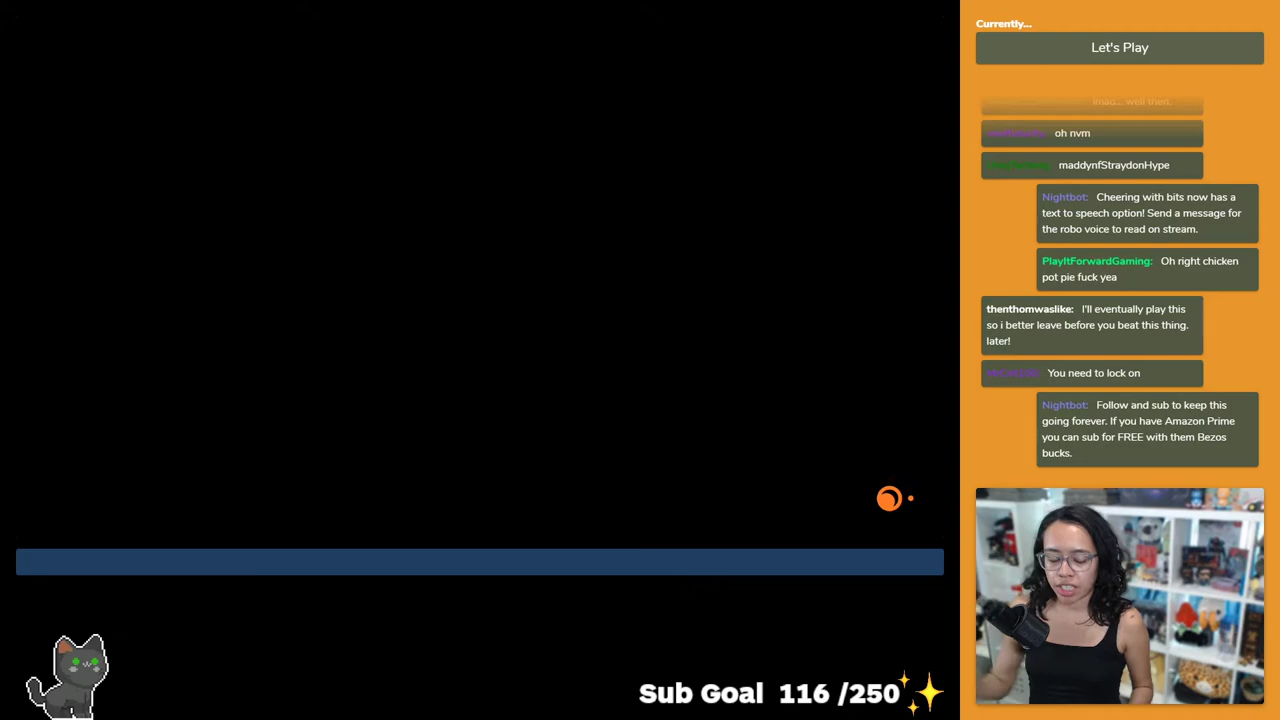 Currently...
Let's Play
imad... well then.
oh nvm
maddynfStraydonHype
Nightbot: Cheering with bits now has a
text to speech option! Send a message for
the robo voice to read on stream.
PlayItForwardGaming: Oh right chicken
pot pie fuck yea
thenthomwaslike: I'll eventually play this
so i better leave before you beat this thing.
later!
You need to lock on
Nightbot: Follow and sub to keep this
going forever. If you have Amazon Prime
you can sub for FREE with them Bezos
bucks.
Sub Goal 116 /250